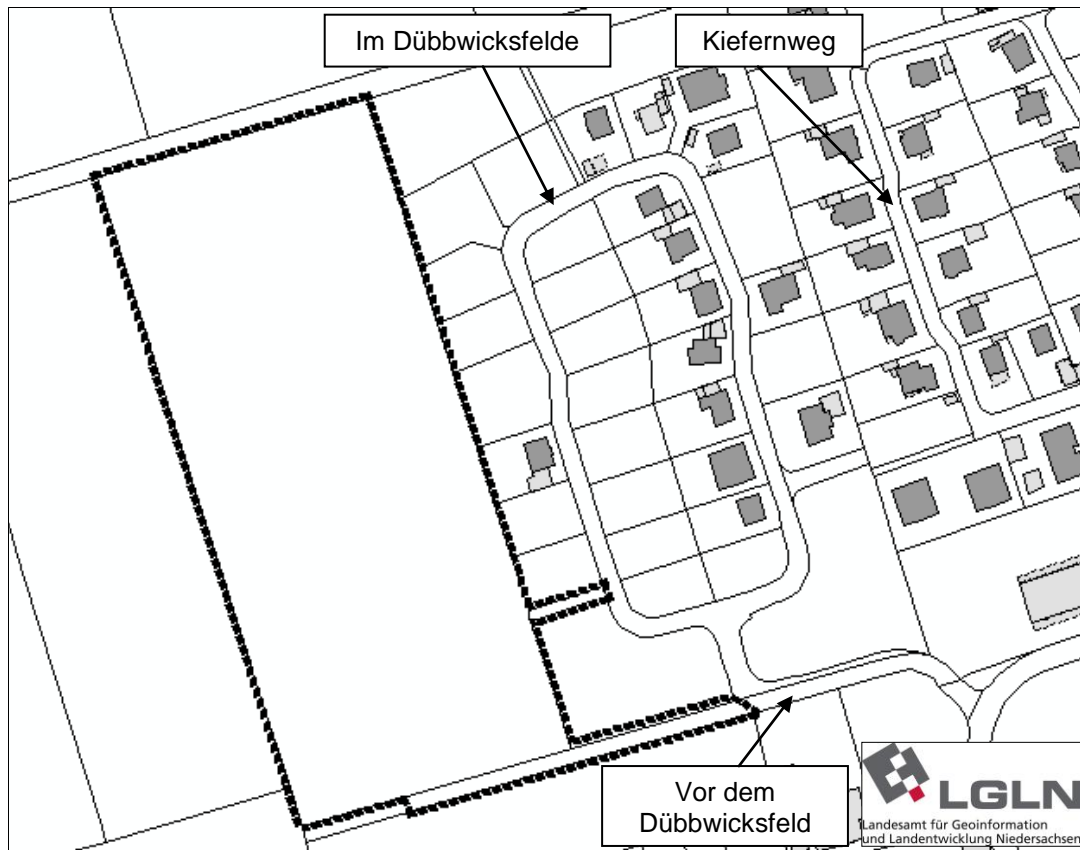 Im Dübbwicksfelde
Kiefernweg
Vor dem
Dübbwicksfeld
LGLN
Landesamt für Geoinformation
und Landentwicklung Niedersachsen